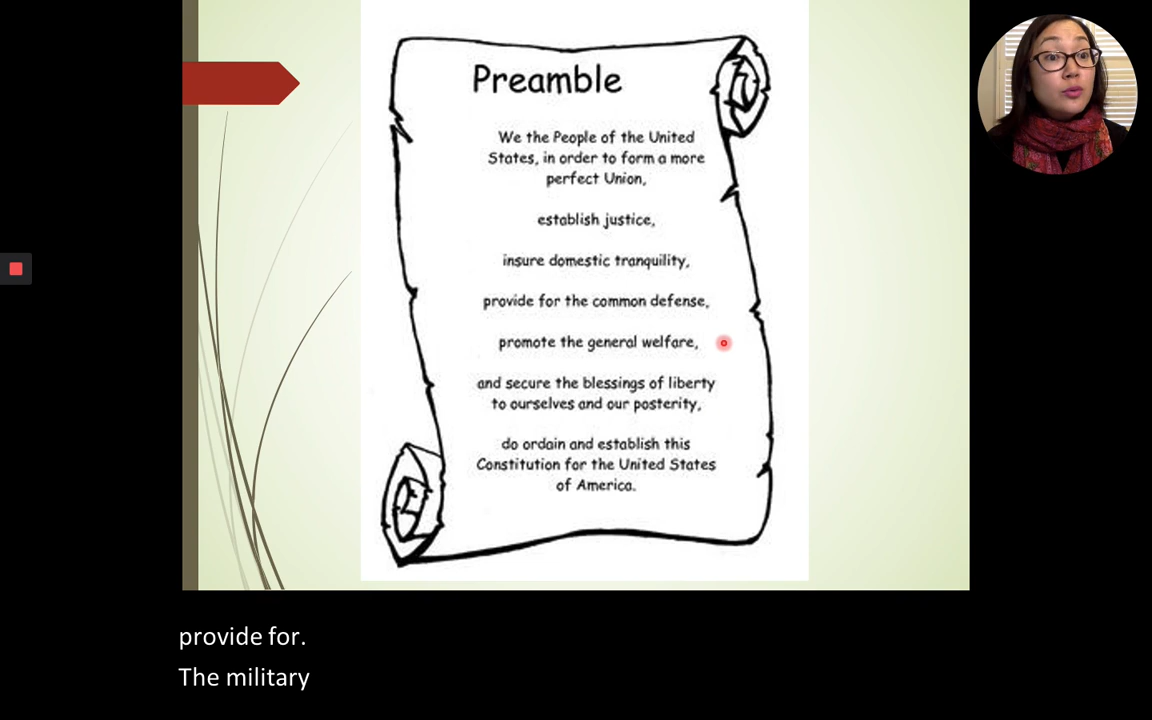 Preamble
We the People of the United
States, in order to form a more
perfect Union,
establish justice,
insure domestic tranquility,
provide for the common defense,
promote the general welfare,
and secure the blessings of liberty
to ourselves and our posterity,
do ordain and establish this
Constitution for the United States
of America.
provide for.
The military